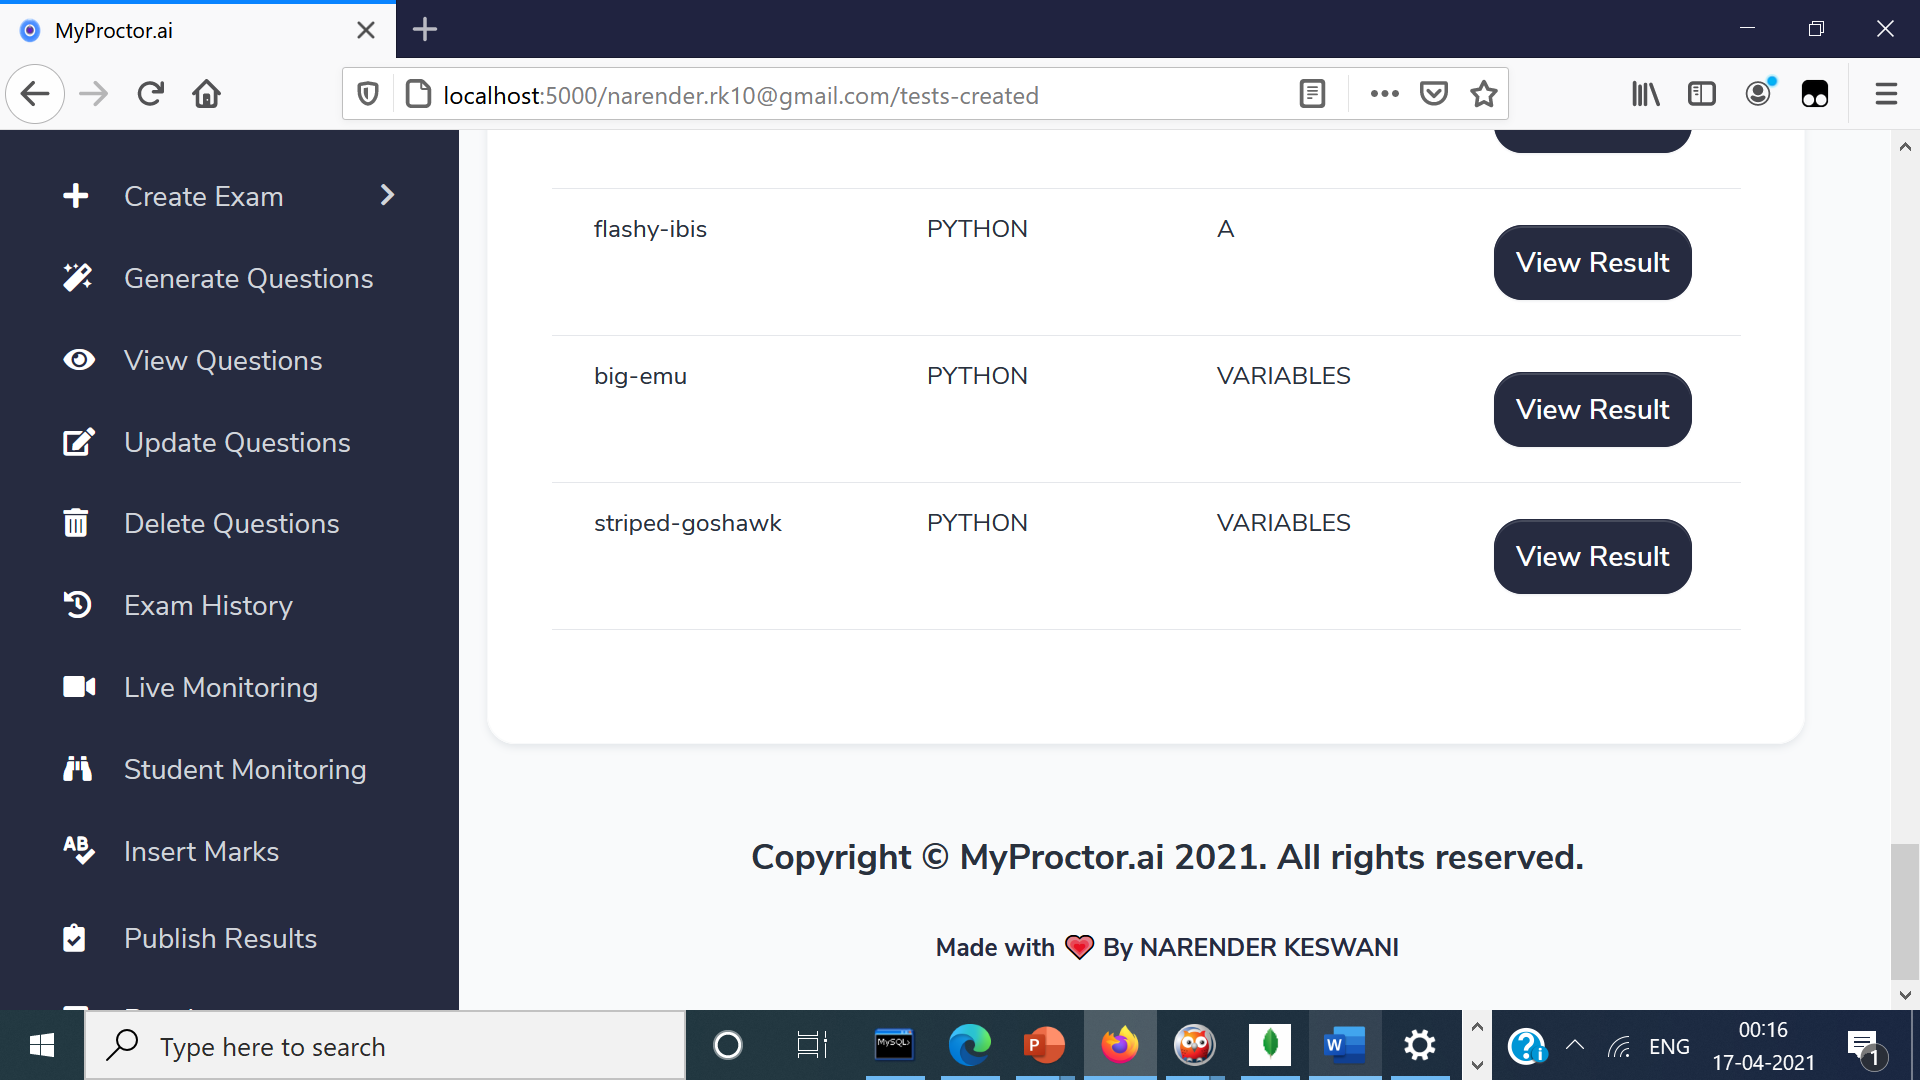 MyProctor.ai
localhost:5000/narender.rk10@gmail.com/tests-created
Create Exam
Generate Questions
View Questions
Update Questions
Delete Questions
Exam History
Live Monitoring
Student Monitoring
Insert Marks
Publish Results
flashy-ibis PYTHON A View Result
big-emu PYTHON VARIABLES View Result
striped-goshawk PYTHON VARIABLES View Result
Copyright © MyProctor.ai 2021. All rights reserved.
Made with ❤ By NARENDER KESWANI
Type here to search
MySQL>
P
W
ENG
00:16
17-04-2021
1